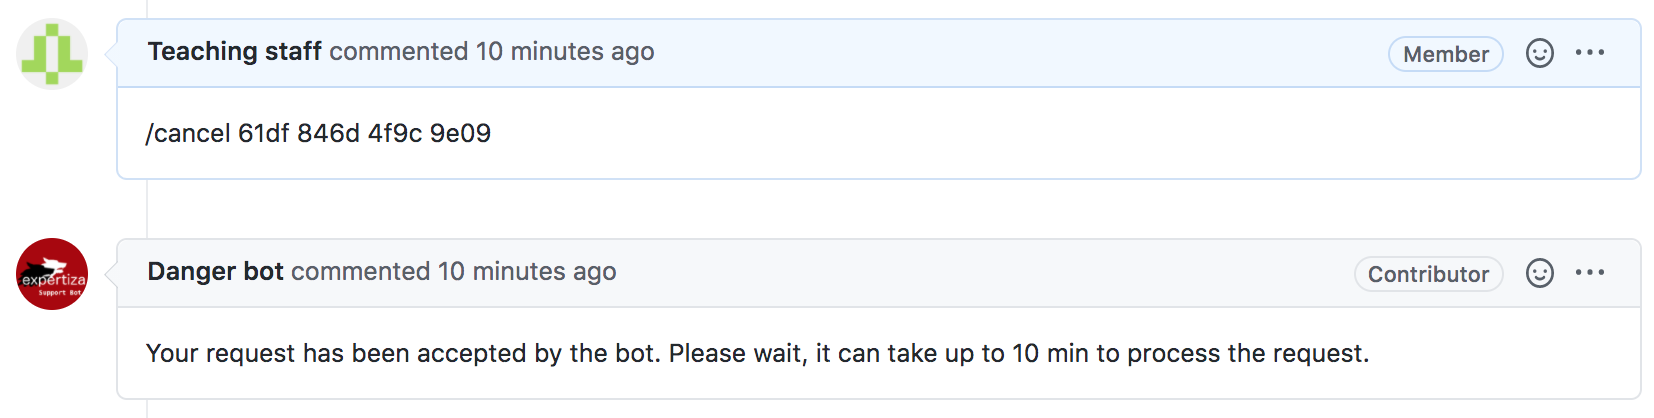 Teaching staff commented 10 minutes ago
Member
/cancel 61df 846d 4f9c 9e09
Danger bot commented 10 minutes ago
Contributor
expertiza
Support Bot
Your request has been accepted by the bot. Please wait, it can take up to 10 min to process the request.